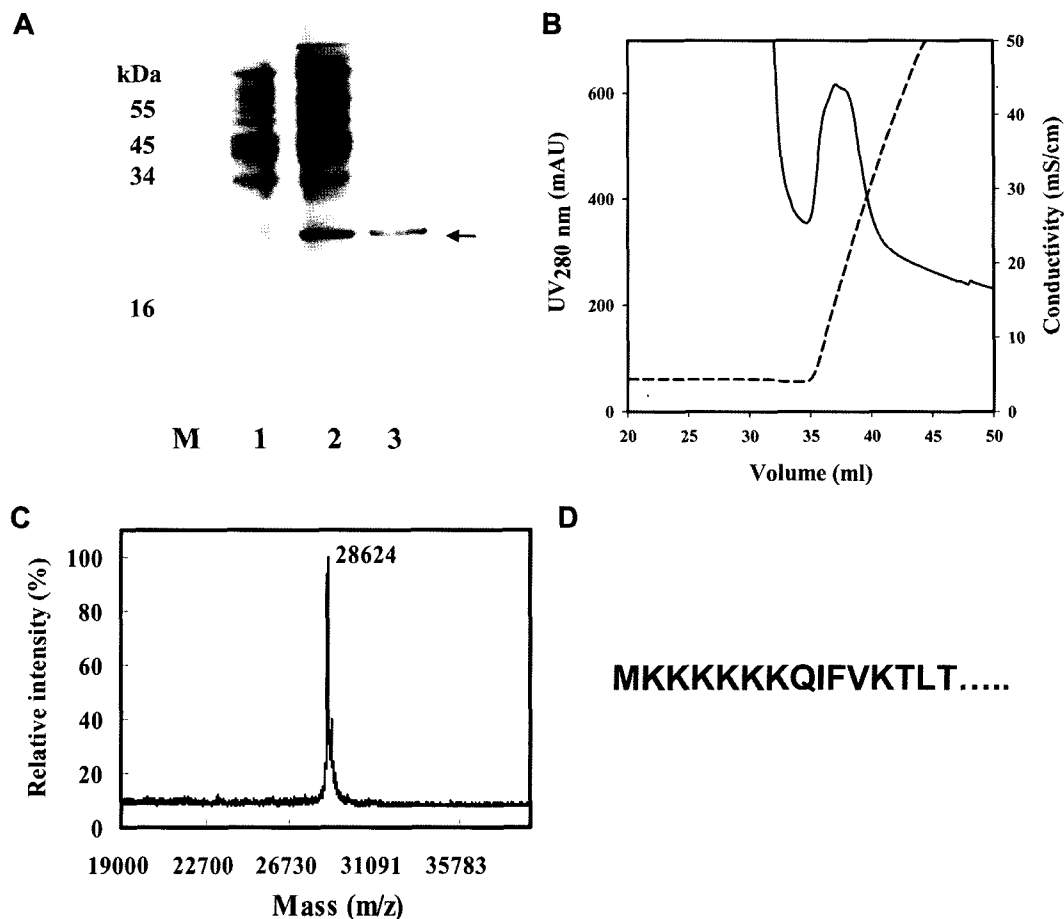 A
kDa
55
45
34
16
M 1 2 3
B
UV280 nm (mAU)
600
400
200
0
20 25 30 35 40 45 50
Volume (ml)
50
40
30
20
10
0
Conductivity (mS/cm)
C
Relative intensity (%)
100
80
60
40
20
0
28624
19000 22700 26730 31091 35783
Mass (m/z)
D
MKKKKKKQIFVKTLT.....